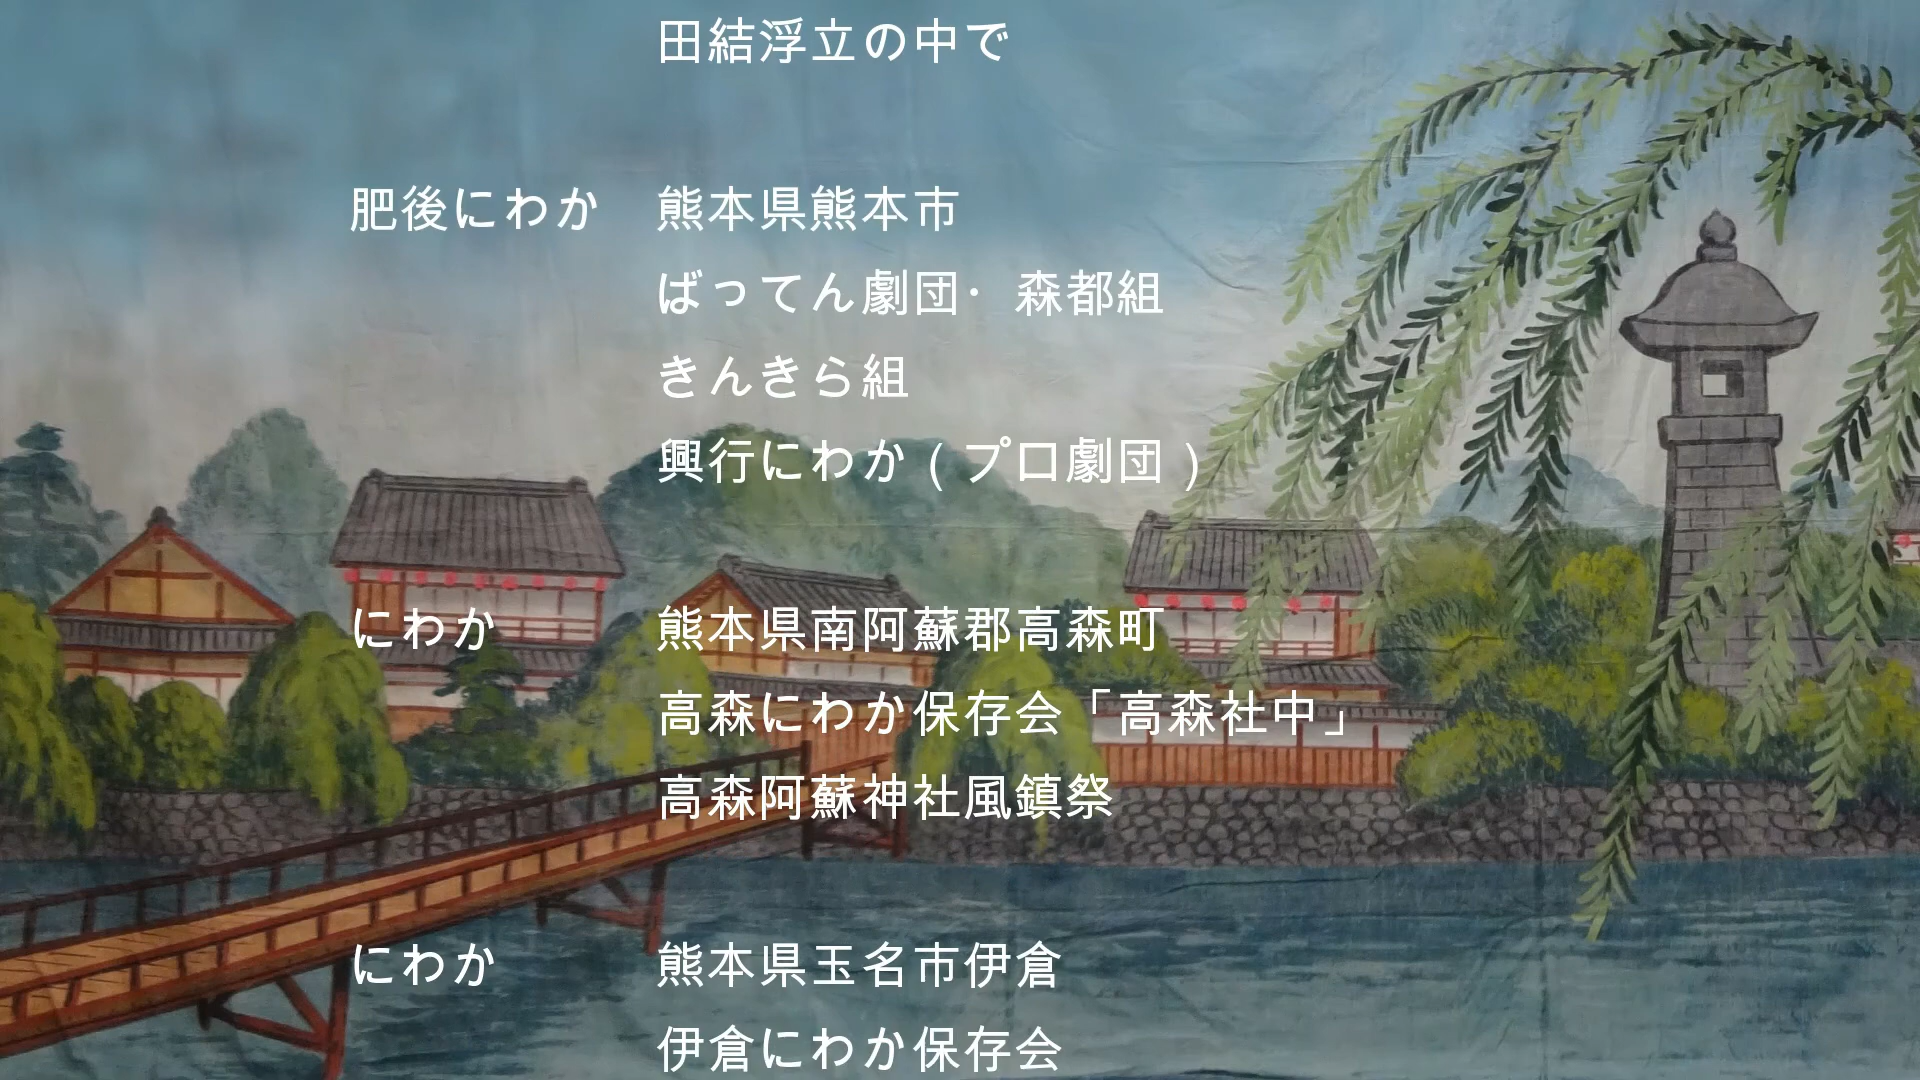 田結浮立の中で
肥後にわか 熊本県熊本市
ばってん劇団・森都組
きんきら組
興行にわか(プロ劇団)
にわか 熊本県南阿蘇郡高森町
高森にわか保存会「高森社中」
高森阿蘇神社風鎮祭
にわか 熊本県玉名市伊倉
伊倉にわか保存会